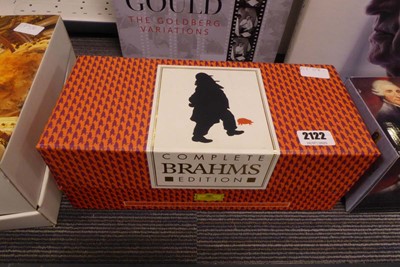 GOULD
THE GOLDBERG
VARIATIONS
2122
COMPLETE
BRAHMS
EDITION